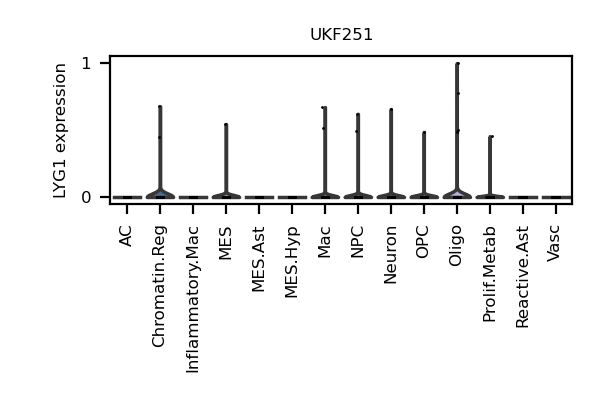 UKF251
LYG1 expression
1
0
AC
Chromatin.Reg
Inflammatory.Mac
MES
MES.Ast
MES.Hyp
Mac
NPC
Neuron
OPC
Oligo
Prolif.Metab
Reactive.Ast
Vasc